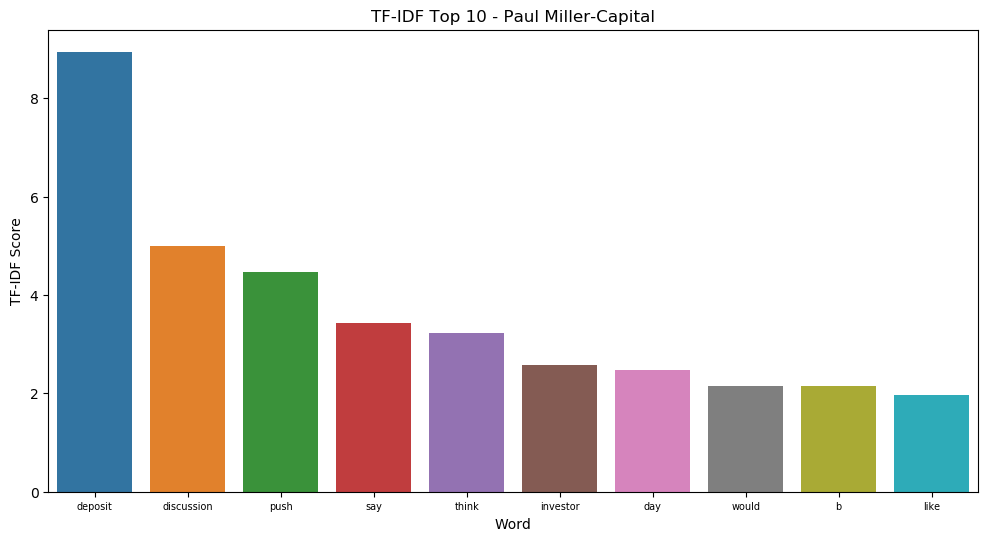 TF-IDF Top 10 - Paul Miller-Capital
TF-IDF Score
8
6
4
2
0
deposit discussion push say think investor day would b like
Word